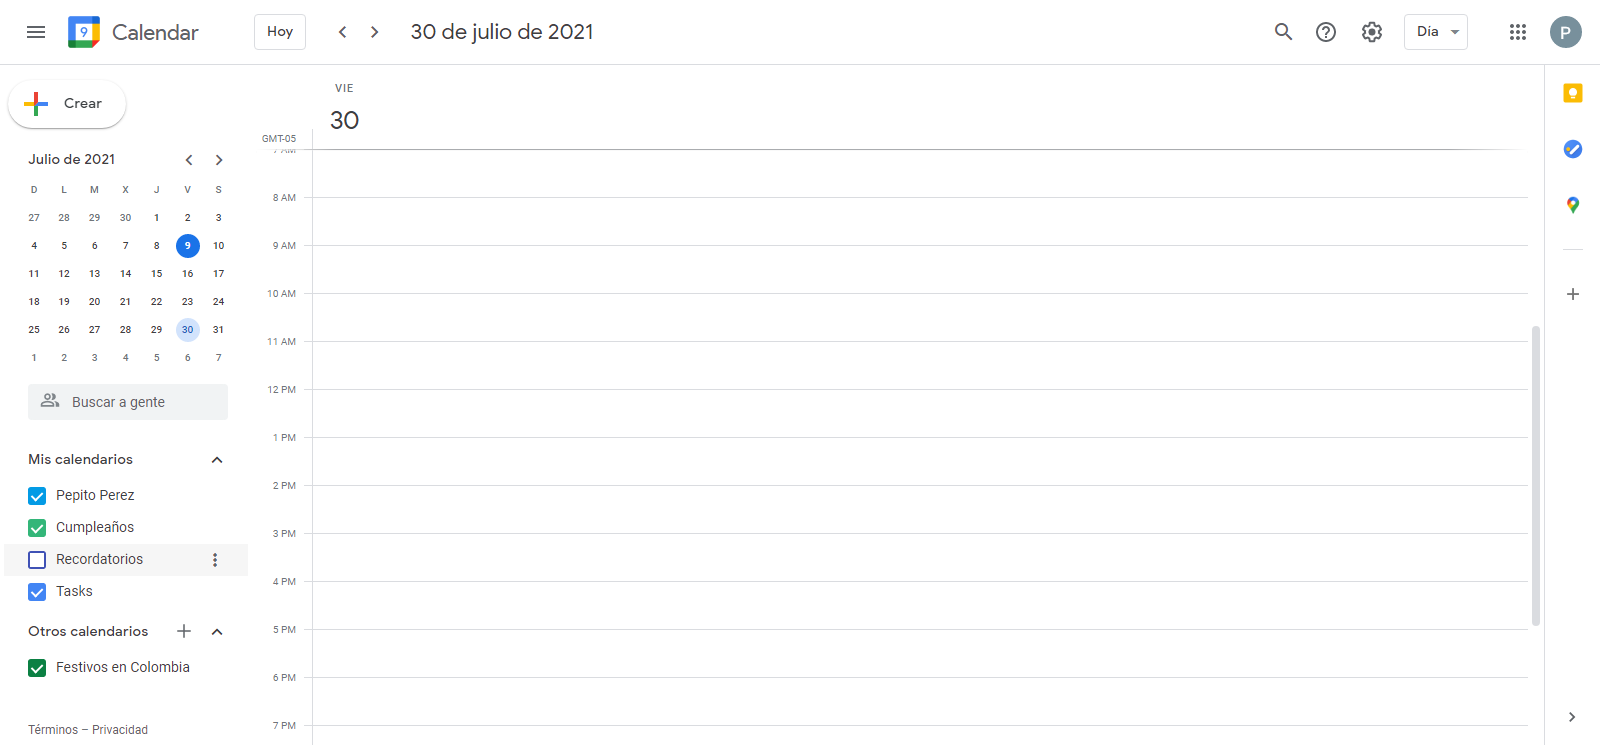 9 Calendar Hoy 30 de julio de 2021 Día P
Crear
VIE
30
GMT-05
Julio de 2021
D L M X J V S
27 28 29 30 1 2 3
4 5 6 7 8 9 10
11 12 13 14 15 16 17
18 19 20 21 22 23 24
25 26 27 28 29 30 31
1 2 3 4 5 6 7
Buscar a gente
Mis calendarios
Pepito Perez
Cumpleaños
Recordatorios
Tasks
Otros calendarios
Festivos en Colombia
Términos – Privacidad
7 AM
8 AM
9 AM
10 AM
11 AM
12 PM
1 PM
2 PM
3 PM
4 PM
5 PM
6 PM
7 PM